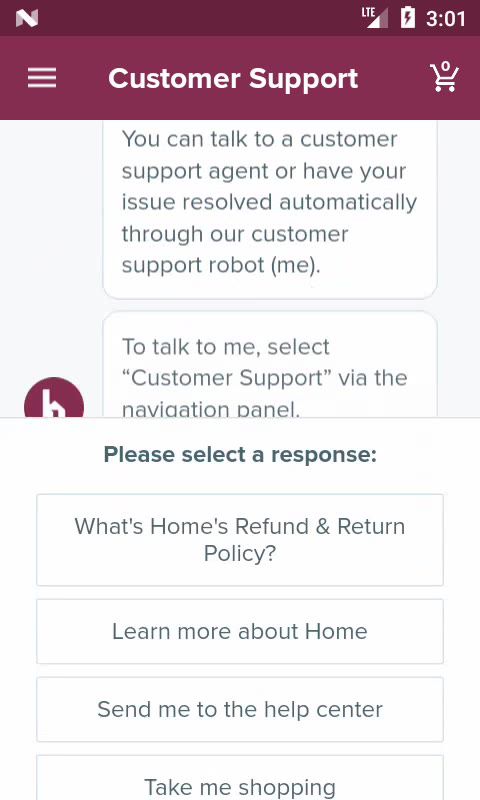 LTE
3:01
Customer Support
0
You can talk to a customer
support agent or have your
issue resolved automatically
through our customer
support robot (me).
To talk to me, select
“Customer Support” via the
navigation panel.
h
Please select a response:
What's Home's Refund & Return
Policy?
Learn more about Home
Send me to the help center
Take me shopping